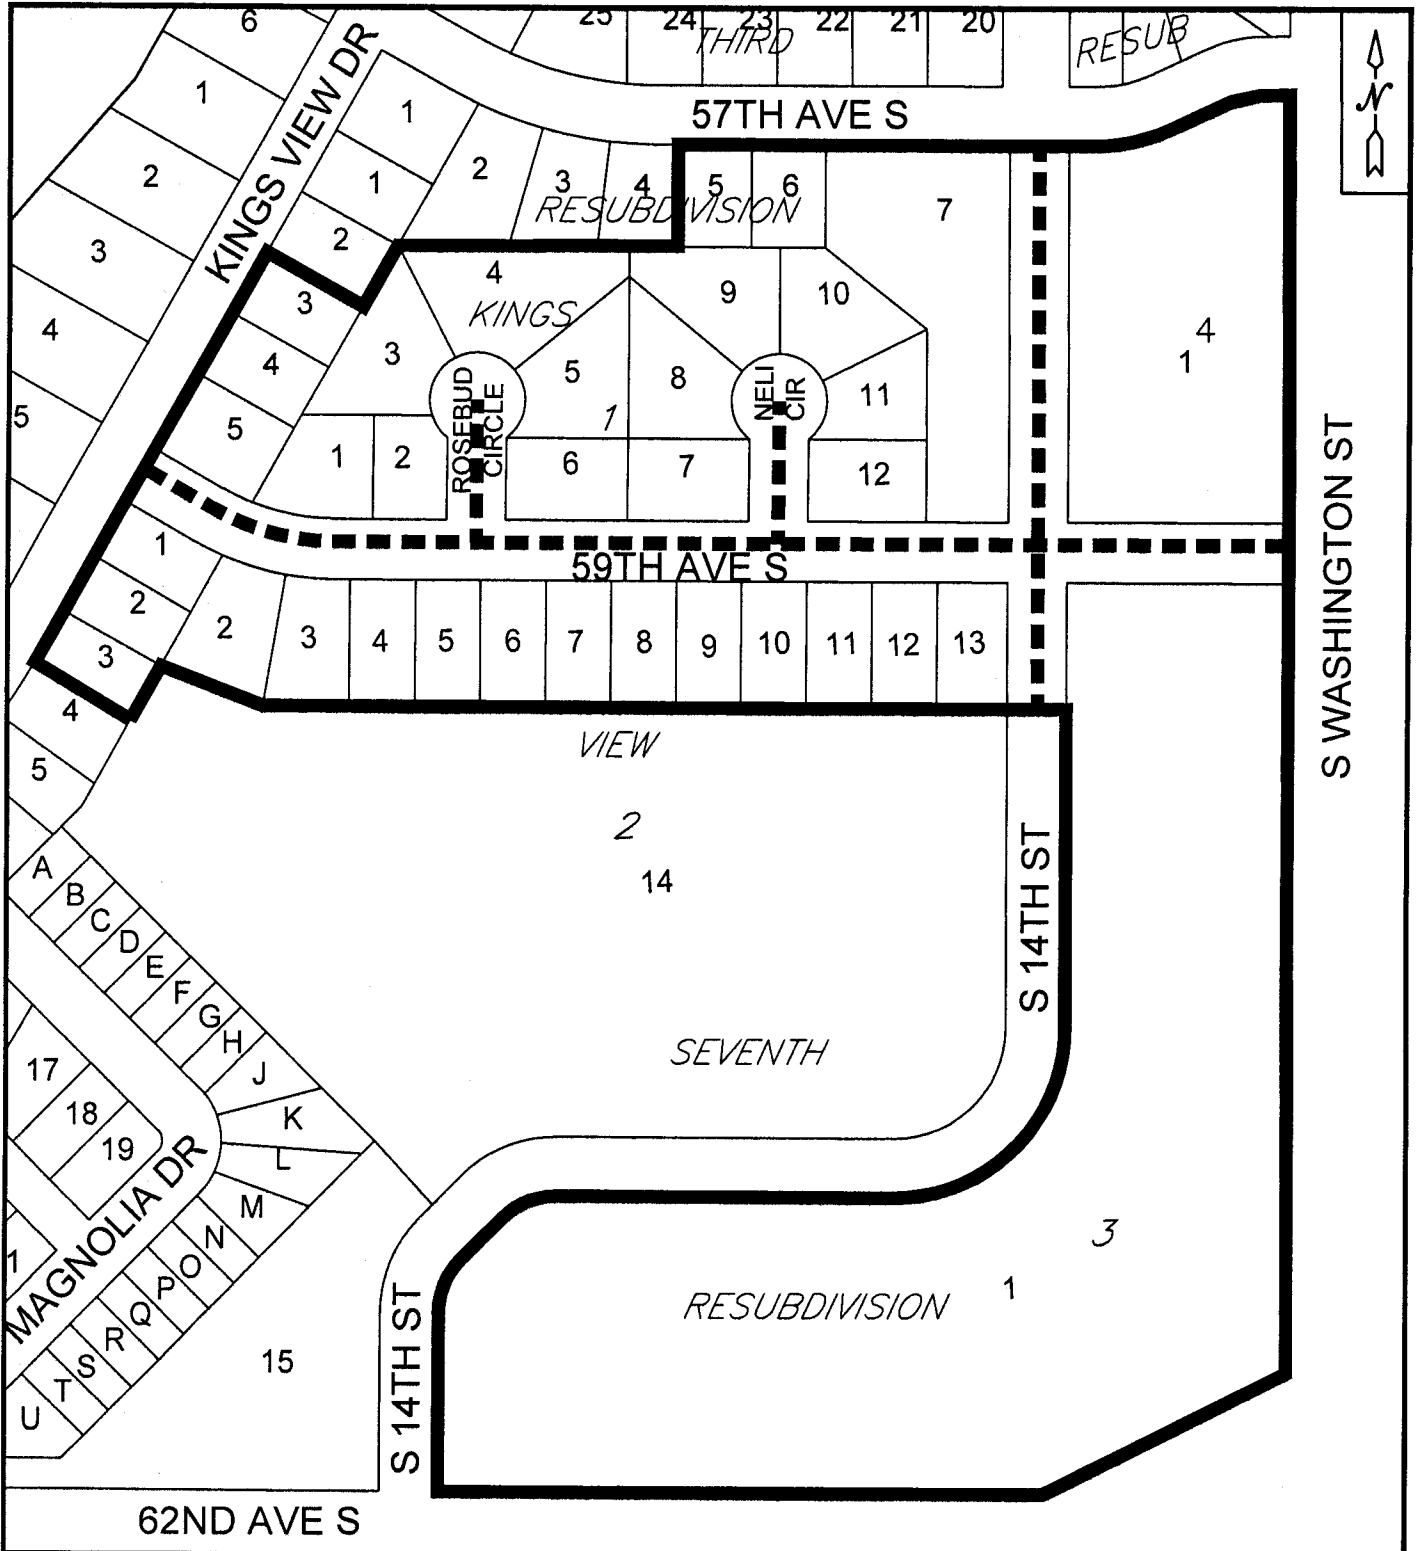 6
25
24
23
22
21
20
THIRD
RESUB
N
KINGS VIEW DR
57TH AVE S
1
1
1
2
2
2
3
4
5
6
7
RESUBDIVISION
3
4
5
3
4
5
4
KINGS
3
5
1
9
10
8
11
4
1
ROSEBUD
CIRCLE
NELI
CIR
1
2
6
7
12
59TH AVE S
S WASHINGTON ST
1
2
3
4
5
2
3
4
5
6
7
8
9
10
11
12
13
VIEW
2
14
S 14TH ST
SEVENTH
A
B
C
D
E
F
G
H
J
K
L
M
N
O
P
Q
R
S
T
U
17
18
19
1
MAGNOLIA DR
3
1
RESUBDIVISION
15
S 14TH ST
62ND AVE S